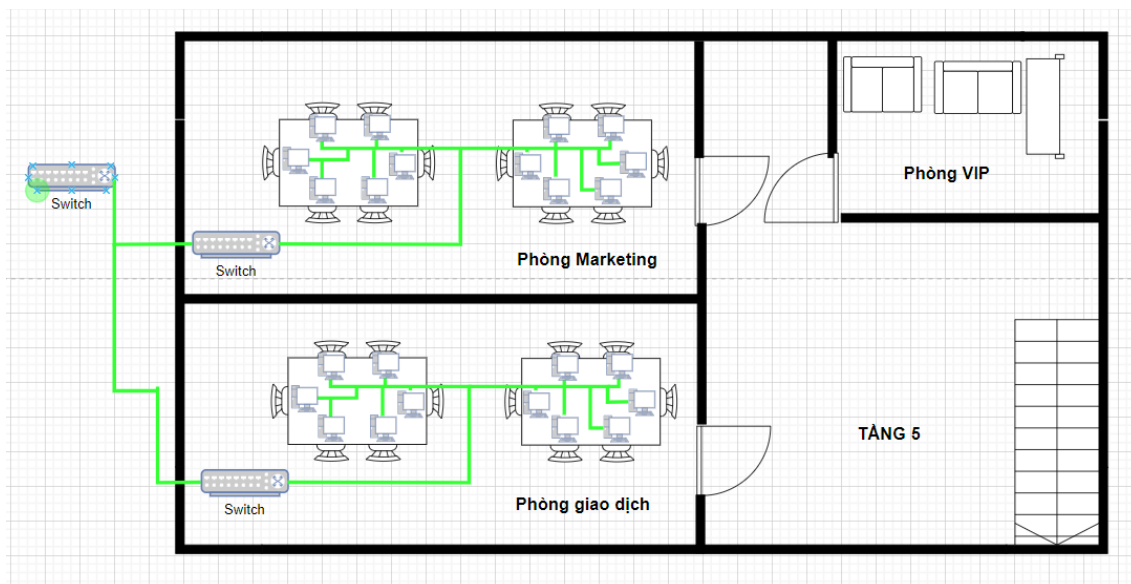 Phòng VIP
Switch
Switch
Phòng Marketing
TẦNG 5
Phòng giao dịch
Switch